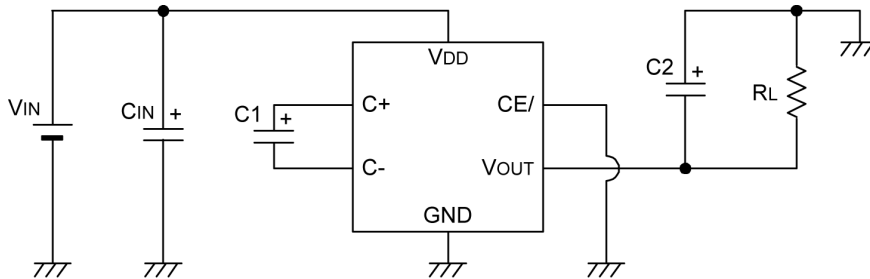 VDD
C2 +
VIN
CIN +
C1 +
C+
CE/
RL
C-
VOUT
GND